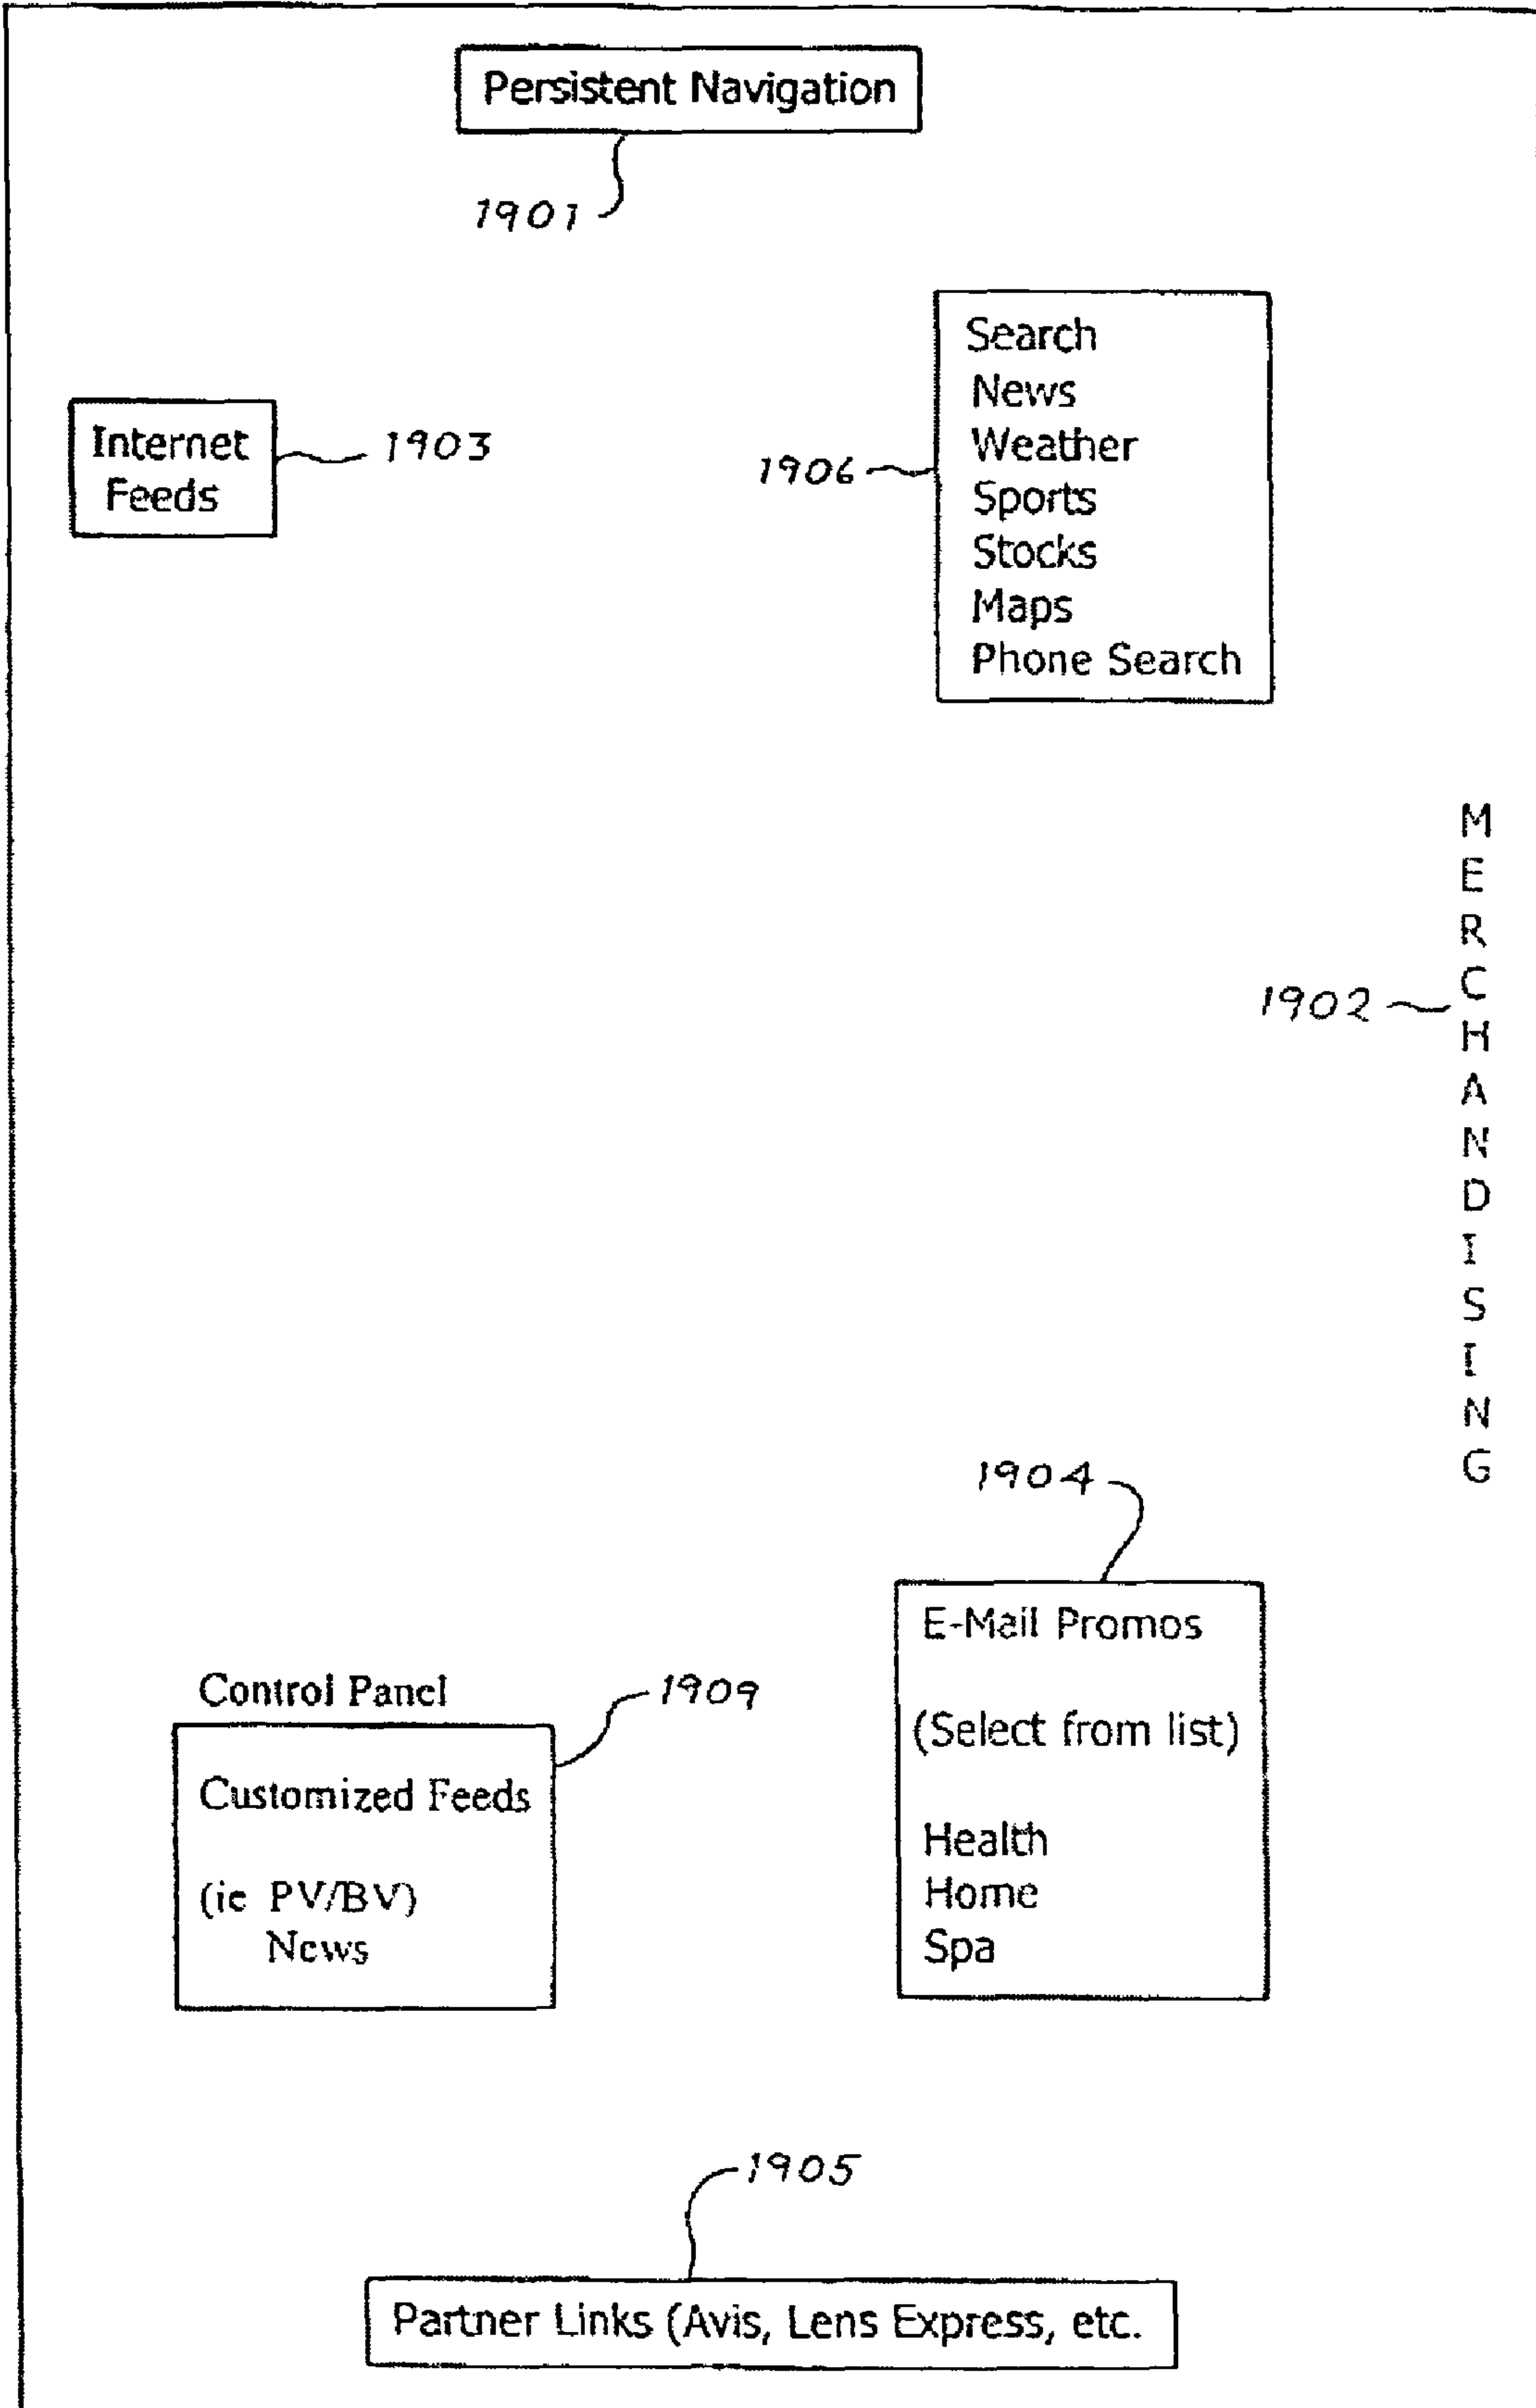 Persistent Navigation
1901
Search
News
Internet
Feeds
1903
Weather
1906
Sports
Stocks
Maps
Phone Search
M
E
R
C
1902
H
A
N
D
I
S
I
N
G
1904
E-Mail Promos
(Select from list)
Health
Home
Spa
Control Panel
1909
Customized Feeds
(ie PV/BV)
News
1905
Partner Links (Avis, Lens Express, etc.